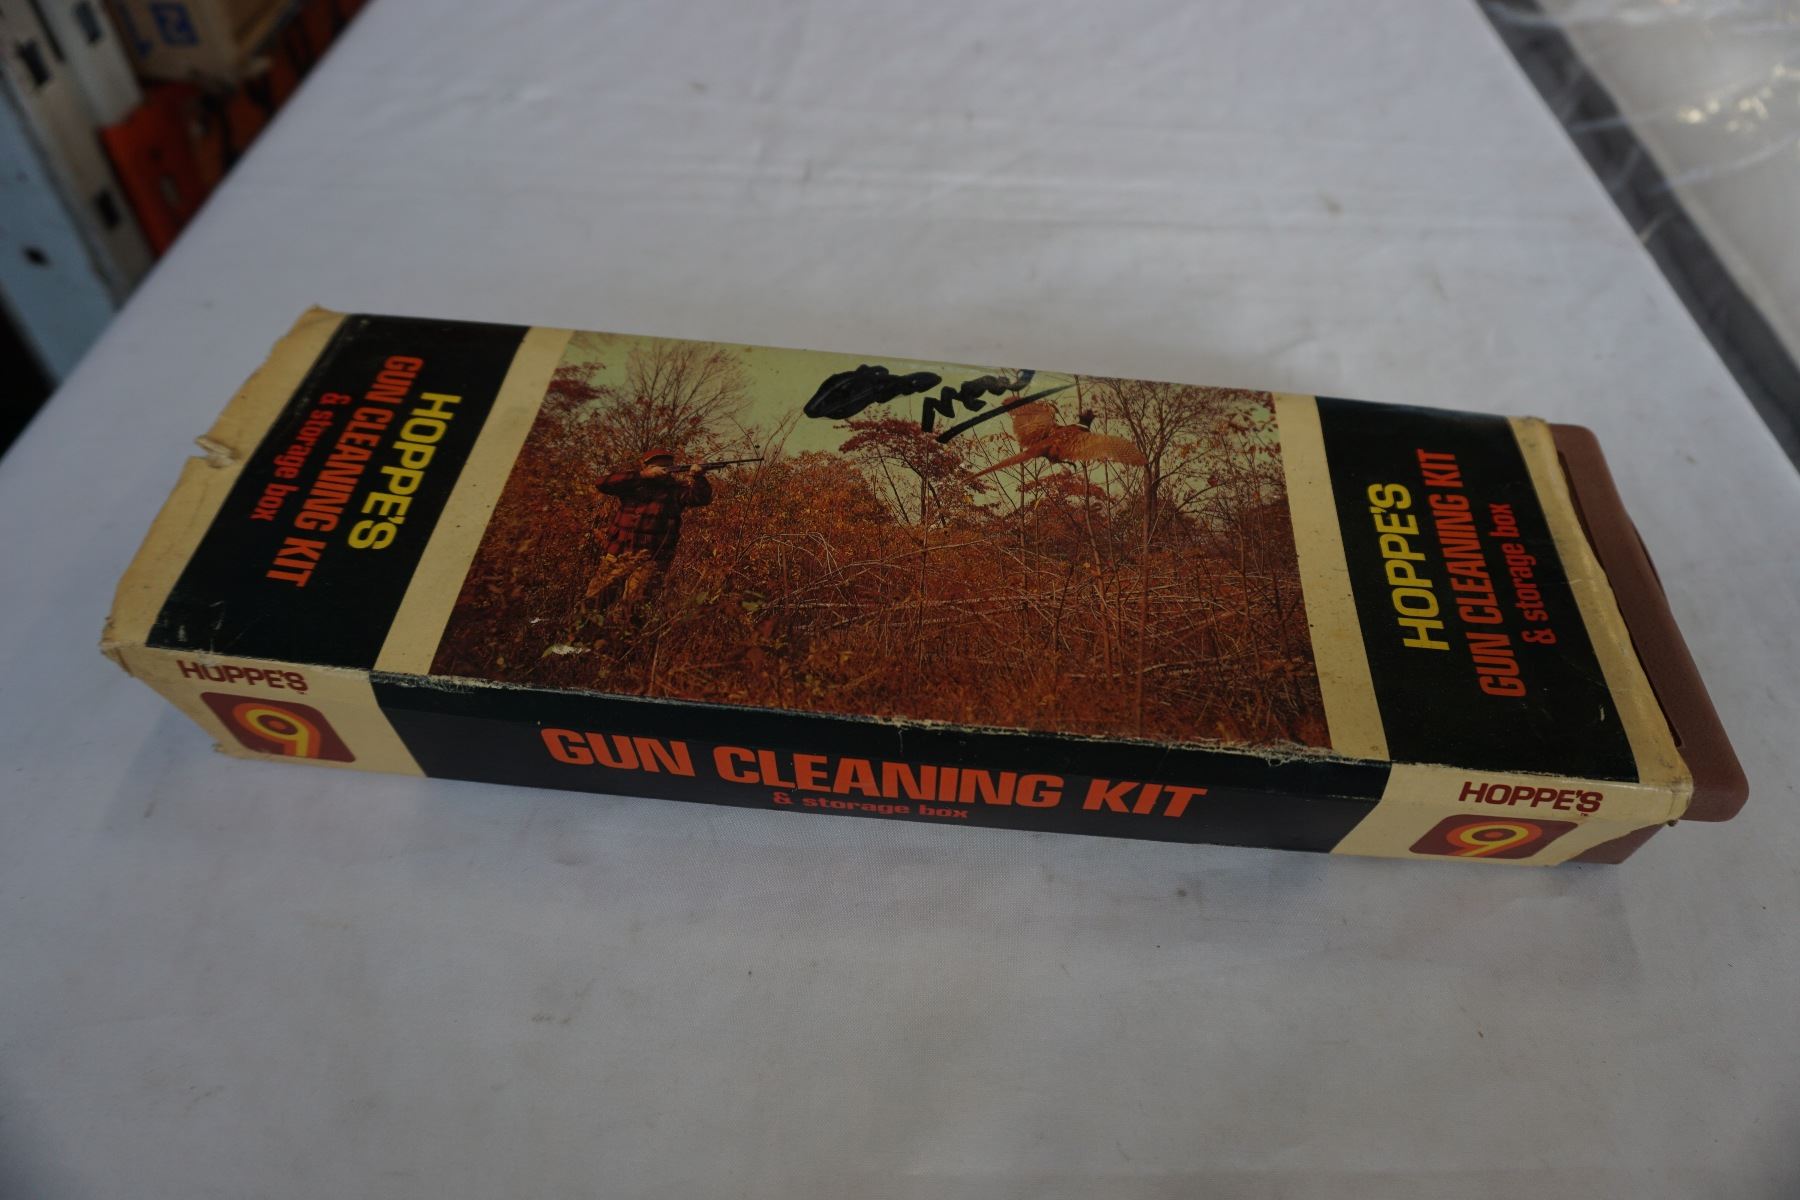 HOPPE'S
GUN CLEANING KIT
& storage box
NEW
HOPPE'S
GUN CLEANING KIT
& storage box
HOPPE'S
9
GUN CLEANING KIT
& storage box
HOPPE'S
9